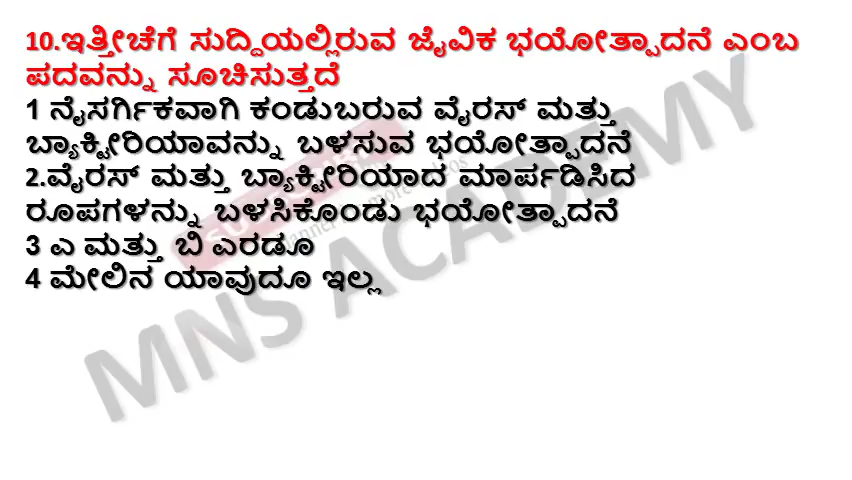 10.ಇತ್ತೀಚೆಗೆ ಸುದ್ದಿಯಲ್ಲಿರುವ ಜೈವಿಕ ಭಯೋತ್ಪಾದನೆ ಎಂಬ
ಪದವನ್ನು ಸೂಚಿಸುತ್ತದೆ
1 ನೈಸರ್ಗಿಕವಾಗಿ ಕಂಡುಬರುವ ವೈರಸ್ ಮತ್ತು
ಬ್ಯಾಕ್ಟೀರಿಯಾವನ್ನು ಬಳಸುವ ಭಯೋತ್ಪಾದನೆ
2.ವೈರಸ್ ಮತ್ತು ಬ್ಯಾಕ್ಟೀರಿಯಾದ ಮಾರ್ಪಡಿಸಿದ
ರೂಪಗಳನ್ನು ಬಳಸಿಕೊಂಡು ಭಯೋತ್ಪಾದನೆ
3 ಎ ಮತ್ತು ಬಿ ಎರಡೂ
4 ಮೇಲಿನ ಯಾವುದೂ ಇಲ್ಲ
MNS ACADEMY